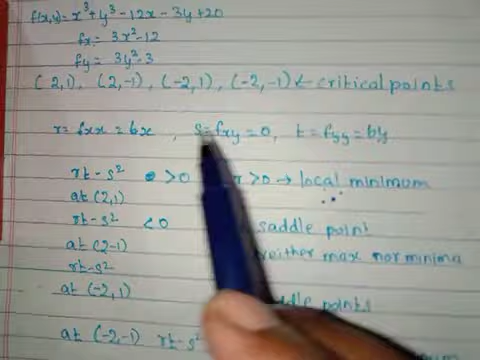 f(x,y) = x³+y³-12x-3y+20
fx = 3x²-12
fy = 3y²-3
(2,1), (2,-1), (-2,1), (-2,-1) ← critical points
r = fxx = 6x, s = fxy = 0, t = fyy = 6y
rt-s² >0 r >0 → local minimum
at (2,1)
rt-s² <0 saddle point
at (2-1) neither max nor minima
rt-s²
at (-2,1) saddle points
at (-2,-1) rt-s²